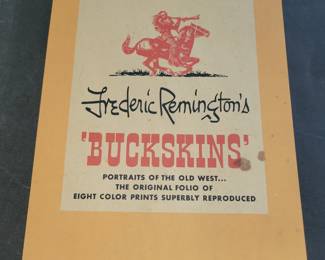 Frederic Remington's
'BUCKSKINS'
PORTRAITS OF THE OLD WEST...
THE ORIGINAL FOLIO OF
EIGHT COLOR PRINTS SUPERBLY REPRODUCED